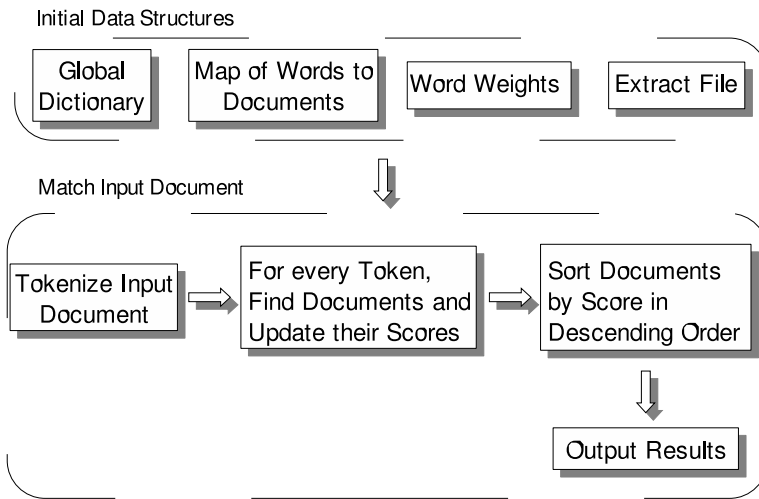 Initial Data Structures
Global
Dictionary
Map of Words to
Documents
Word Weights
Extract File
Match Input Document
Tokenize Input
Document
For every Token,
Find Documents and
Update their Scores
Sort Documents
by Score in
Descending Order
Output Results